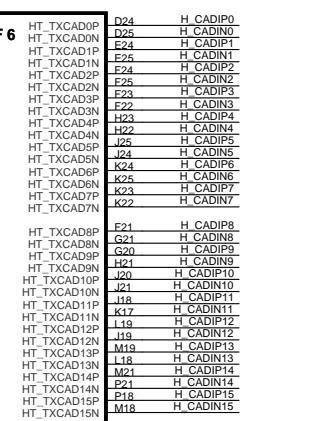 F 6
HT_TXCAD0P D24 H_CADIP0
HT_TXCAD0N D25 H_CADIN0
HT_TXCAD1P E24 H_CADIP1
HT_TXCAD1N E25 H_CADIN1
HT_TXCAD2P F24 H_CADIP2
HT_TXCAD2N F25 H_CADIN2
HT_TXCAD3P F23 H_CADIP3
HT_TXCAD3N F22 H_CADIN3
HT_TXCAD4P H23 H_CADIP4
HT_TXCAD4N H22 H_CADIN4
HT_TXCAD5P J25 H_CADIP5
HT_TXCAD5N J24 H_CADIN5
HT_TXCAD6P K24 H_CADIP6
HT_TXCAD6N K25 H_CADIN6
HT_TXCAD7P K23 H_CADIP7
HT_TXCAD7N K22 H_CADIN7
HT_TXCAD8P F21 H_CADIP8
HT_TXCAD8N G21 H_CADIN8
HT_TXCAD9P G20 H_CADIP9
HT_TXCAD9N H21 H_CADIN9
HT_TXCAD10P J20 H_CADIP10
HT_TXCAD10N J21 H_CADIN10
HT_TXCAD11P J18 H_CADIP11
HT_TXCAD11N K17 H_CADIN11
HT_TXCAD12P L19 H_CADIP12
HT_TXCAD12N J19 H_CADIN12
HT_TXCAD13P M19 H_CADIP13
HT_TXCAD13N L18 H_CADIN13
HT_TXCAD14P M21 H_CADIP14
HT_TXCAD14N P21 H_CADIN14
HT_TXCAD15P P18 H_CADIP15
HT_TXCAD15N M18 H_CADIN15